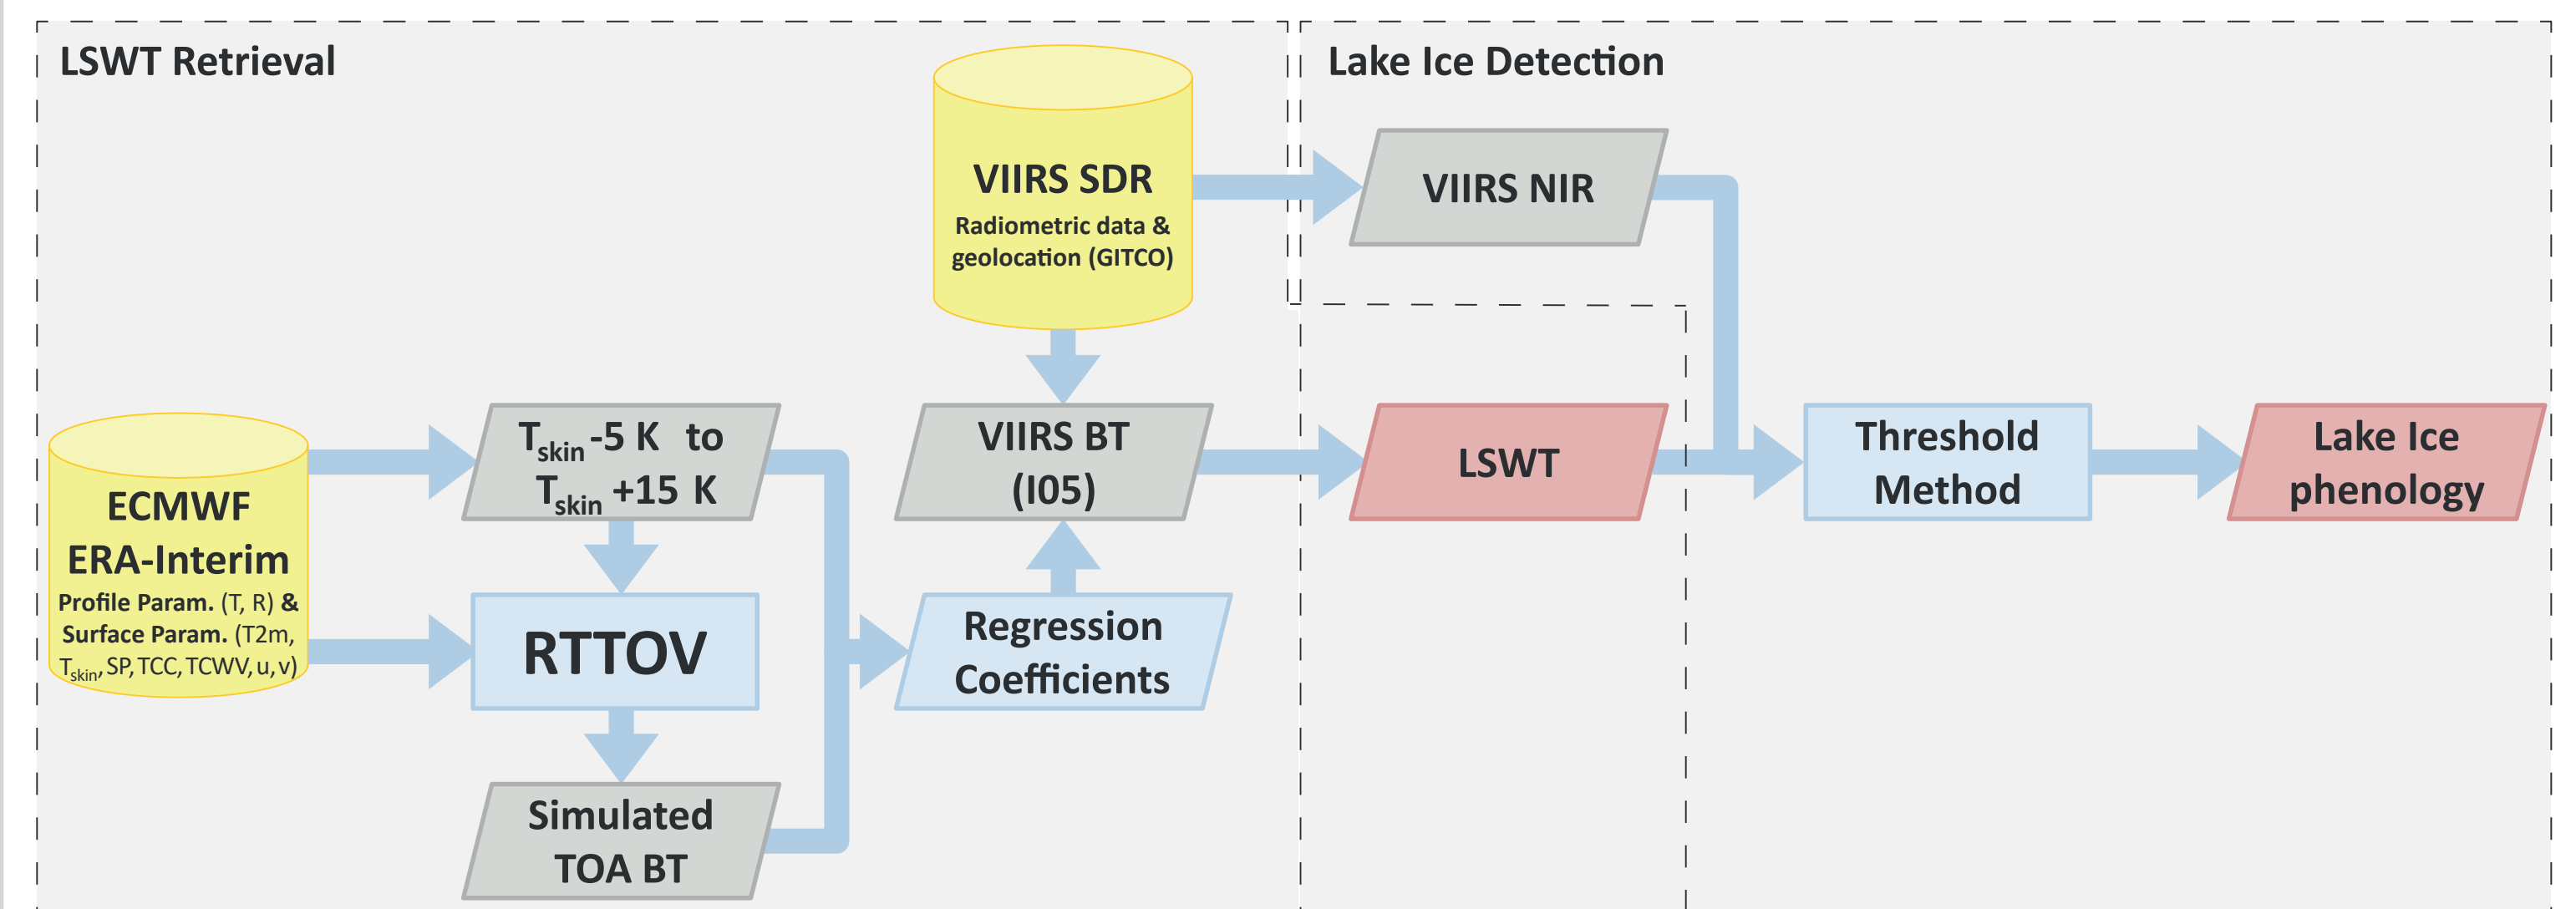 LSWT Retrieval
Lake Ice Detection
VIIRS SDR
Radiometric data &
geolocation (GITCO)
VIIRS NIR
ECMWF
ERA-Interim
Profile Param. (T, R) &
Surface Param. (T2m,
Tskin, SP, TCC, TCWV, u, v)
Tskin -5 K to
Tskin +15 K
RTTOV
Simulated
TOA BT
VIIRS BT
(I05)
Regression
Coefficients
LSWT
Threshold
Method
Lake Ice
phenology